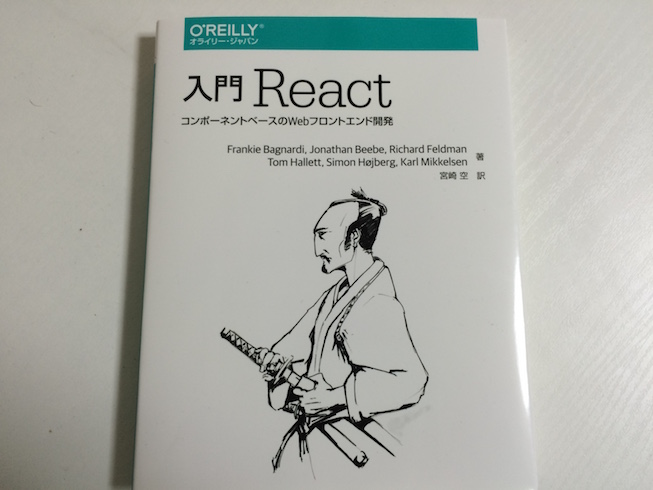 O'REILLY®
オライリー・ジャパン
入門 React
コンポーネントベースのWebフロントエンド開発
Frankie Bagnardi, Jonathan Beebe, Richard Feldman
Tom Hallett, Simon Højberg, Karl Mikkelsen 著
宮崎 空 訳